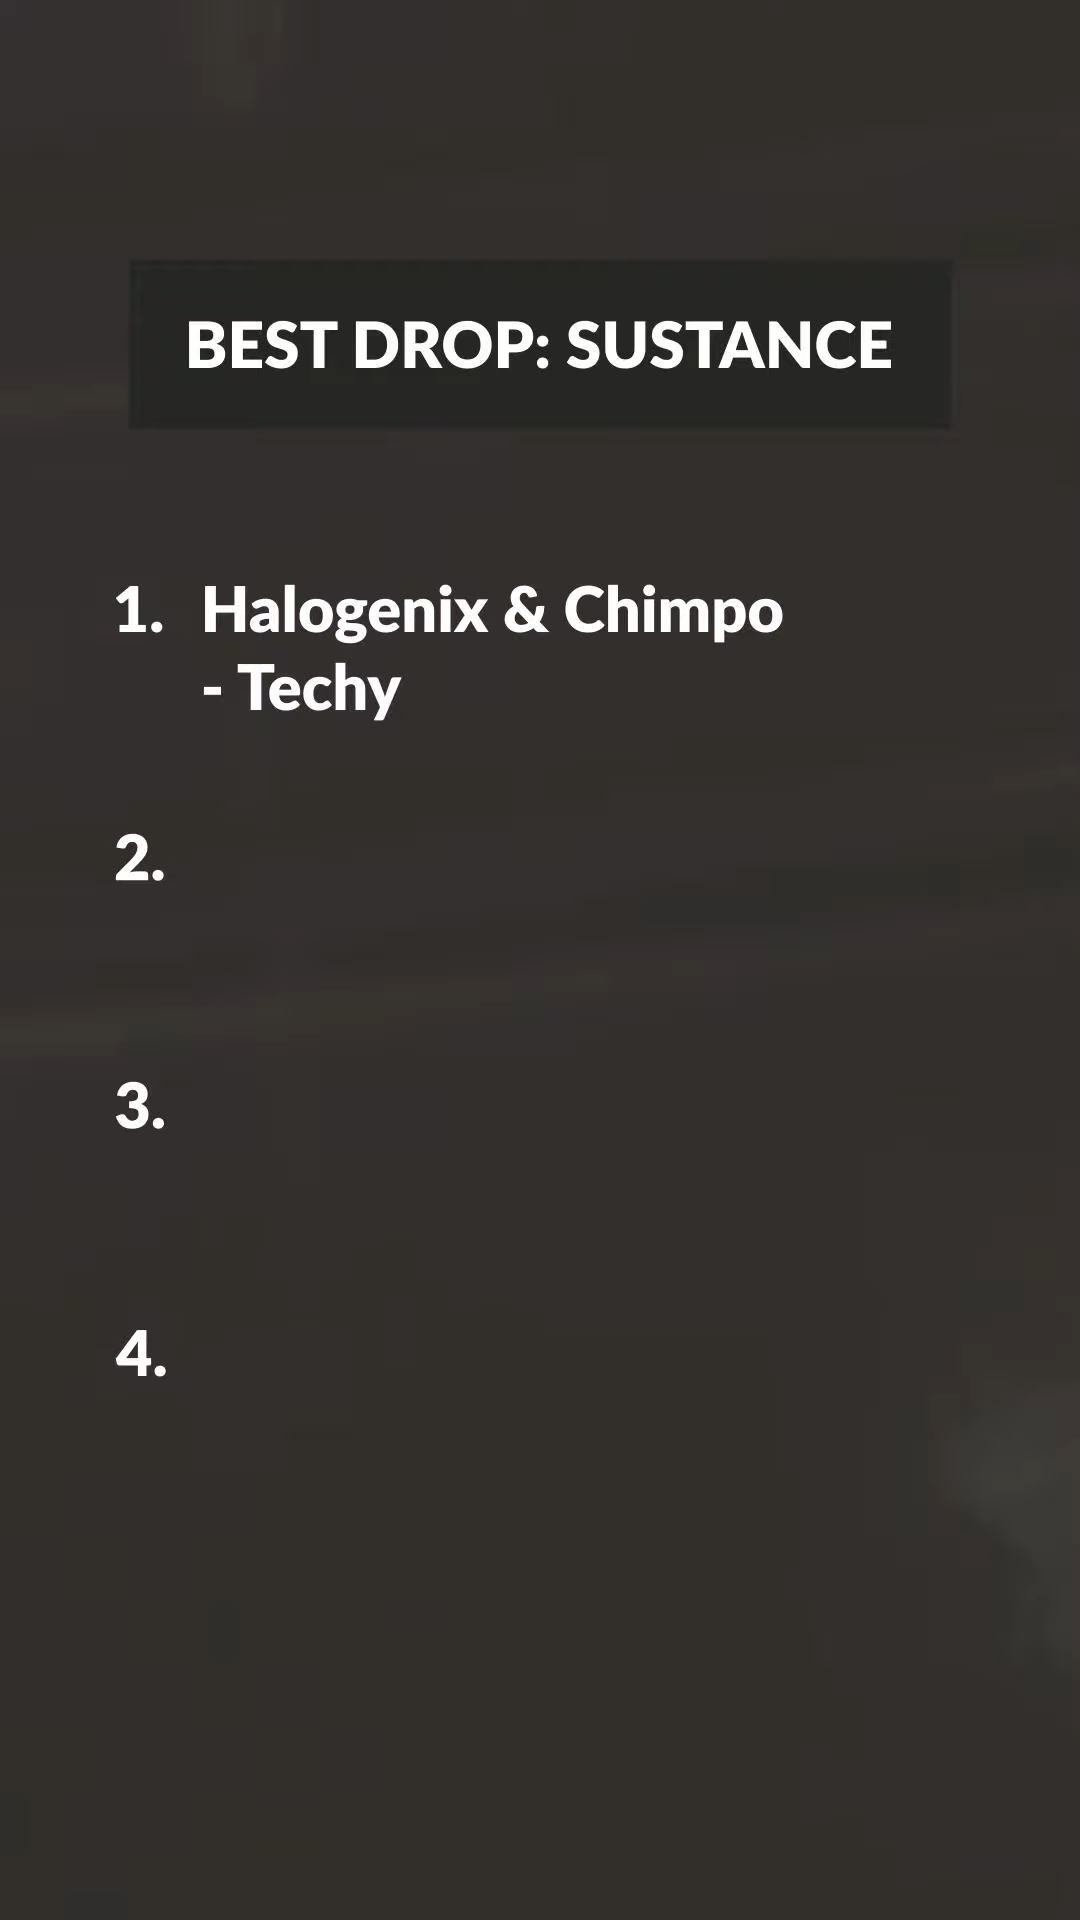 BEST DROP: SUSTANCE
1. Halogenix & Chimpo
- Techy
2.
3.
4.